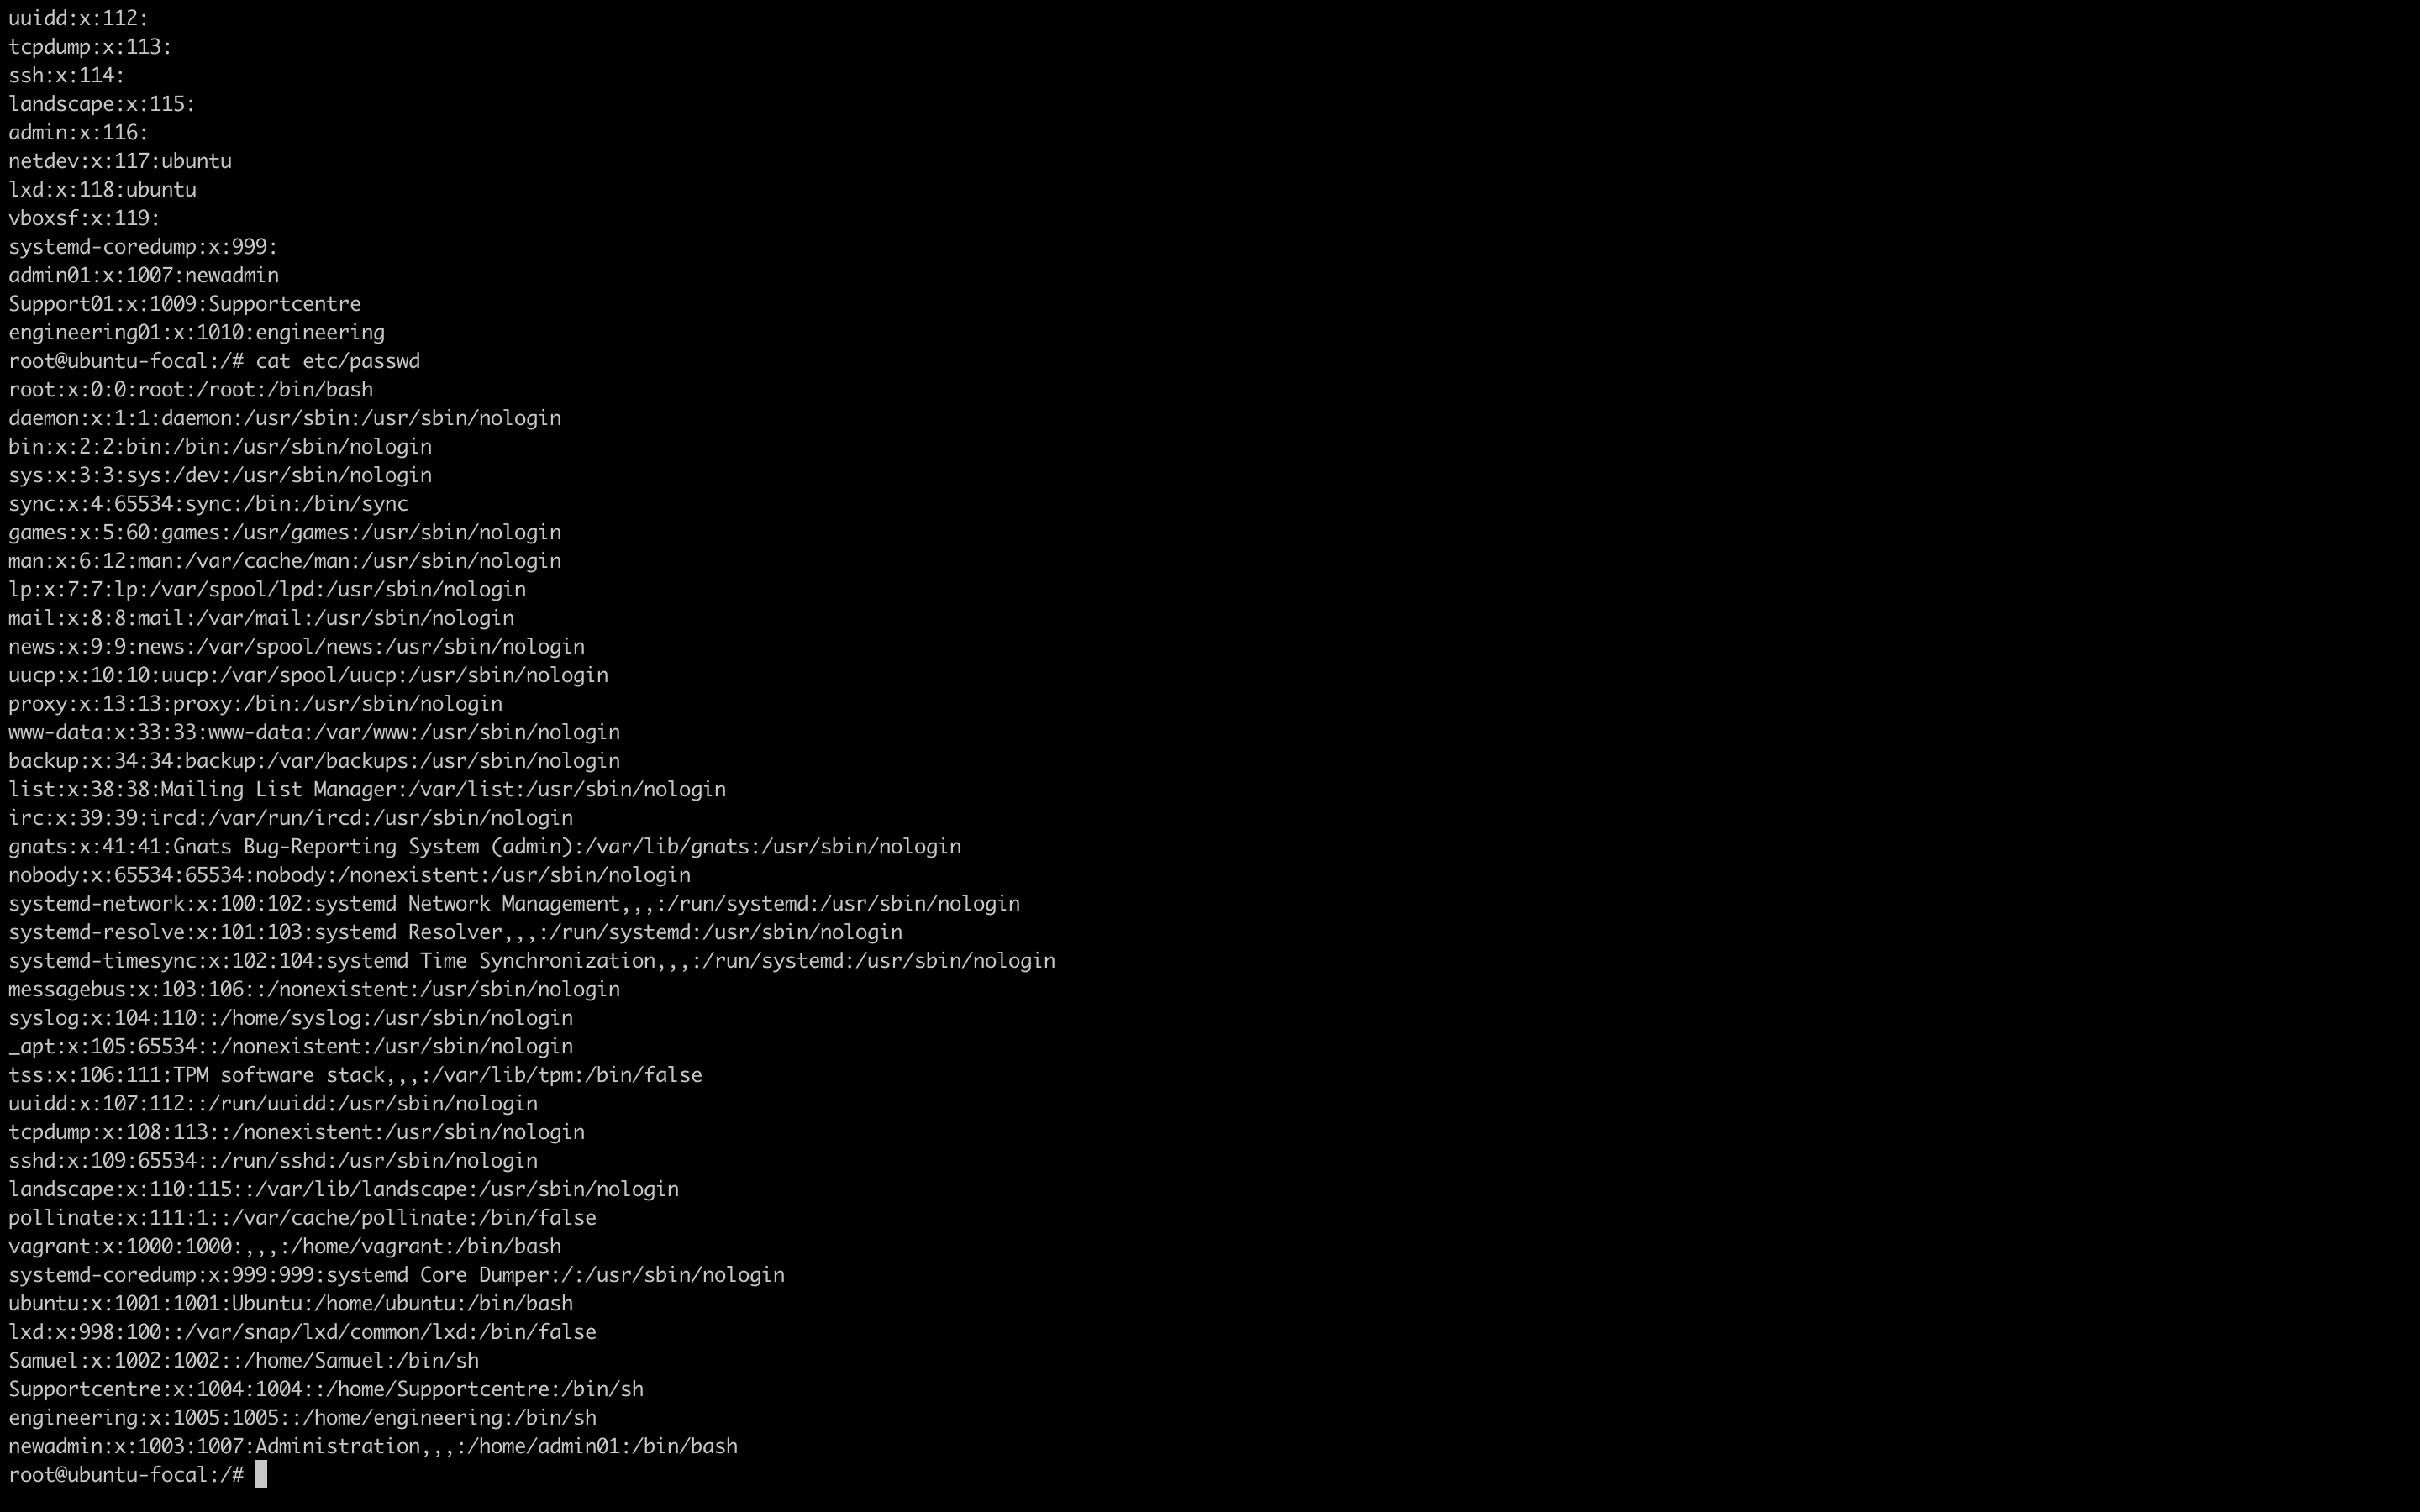 uuidd:x:112:
tcpdump:x:113:
ssh:x:114:
landscape:x:115:
admin:x:116:
netdev:x:117:ubuntu
lxd:x:118:ubuntu
vboxsf:x:119:
systemd-coredump:x:999:
admin01:x:1007:newadmin
Support01:x:1009:Supportcentre
engineering01:x:1010:engineering
root@ubuntu-focal:/# cat etc/passwd
root:x:0:0:root:/root:/bin/bash
daemon:x:1:1:daemon:/usr/sbin:/usr/sbin/nologin
bin:x:2:2:bin:/bin:/usr/sbin/nologin
sys:x:3:3:sys:/dev:/usr/sbin/nologin
sync:x:4:65534:sync:/bin:/bin/sync
games:x:5:60:games:/usr/games:/usr/sbin/nologin
man:x:6:12:man:/var/cache/man:/usr/sbin/nologin
lp:x:7:7:lp:/var/spool/lpd:/usr/sbin/nologin
mail:x:8:8:mail:/var/mail:/usr/sbin/nologin
news:x:9:9:news:/var/spool/news:/usr/sbin/nologin
uucp:x:10:10:uucp:/var/spool/uucp:/usr/sbin/nologin
proxy:x:13:13:proxy:/bin:/usr/sbin/nologin
www-data:x:33:33:www-data:/var/www:/usr/sbin/nologin
backup:x:34:34:backup:/var/backups:/usr/sbin/nologin
list:x:38:38:Mailing List Manager:/var/list:/usr/sbin/nologin
irc:x:39:39:ircd:/var/run/ircd:/usr/sbin/nologin
gnats:x:41:41:Gnats Bug-Reporting System (admin):/var/lib/gnats:/usr/sbin/nologin
nobody:x:65534:65534:nobody:/nonexistent:/usr/sbin/nologin
systemd-network:x:100:102:systemd Network Management,,,:/run/systemd:/usr/sbin/nologin
systemd-resolve:x:101:103:systemd Resolver,,,:/run/systemd:/usr/sbin/nologin
systemd-timesync:x:102:104:systemd Time Synchronization,,,:/run/systemd:/usr/sbin/nologin
messagebus:x:103:106::/nonexistent:/usr/sbin/nologin
syslog:x:104:110::/home/syslog:/usr/sbin/nologin
_apt:x:105:65534::/nonexistent:/usr/sbin/nologin
tss:x:106:111:TPM software stack,,,:/var/lib/tpm:/bin/false
uuidd:x:107:112::/run/uuidd:/usr/sbin/nologin
tcpdump:x:108:113::/nonexistent:/usr/sbin/nologin
sshd:x:109:65534::/run/sshd:/usr/sbin/nologin
landscape:x:110:115::/var/lib/landscape:/usr/sbin/nologin
pollinate:x:111:1::/var/cache/pollinate:/bin/false
vagrant:x:1000:1000:,,,:/home/vagrant:/bin/bash
systemd-coredump:x:999:999:systemd Core Dumper:/:/usr/sbin/nologin
ubuntu:x:1001:1001:Ubuntu:/home/ubuntu:/bin/bash
lxd:x:998:100::/var/snap/lxd/common/lxd:/bin/false
Samuel:x:1002:1002::/home/Samuel:/bin/sh
Supportcentre:x:1004:1004::/home/Supportcentre:/bin/sh
engineering:x:1005:1005::/home/engineering:/bin/sh
newadmin:x:1003:1007:Administration,,,:/home/admin01:/bin/bash
root@ubuntu-focal:/#